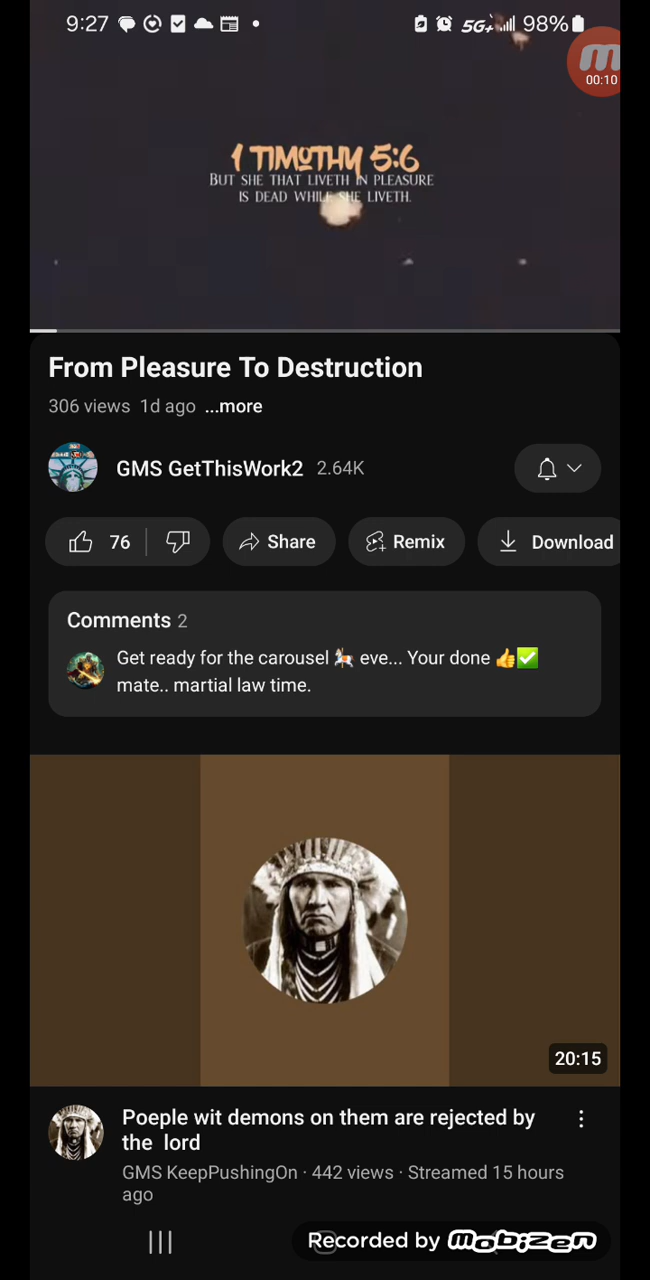 9:27
5G+ 98%
m
00:10
1 TIMOTHY 5:6
BUT SHE THAT LIVETH IN PLEASURE
IS DEAD WHILE SHE LIVETH.
From Pleasure To Destruction
306 views 1d ago ...more
GMS GetThisWork2 2.64K
76 Share Remix Download
Comments 2
Get ready for the carousel 🎠 eve... Your done 👍✅
mate.. martial law time.
20:15
Poeple wit demons on them are rejected by
the lord
GMS KeepPushingOn · 442 views · Streamed 15 hours
ago
Recorded by mobizen